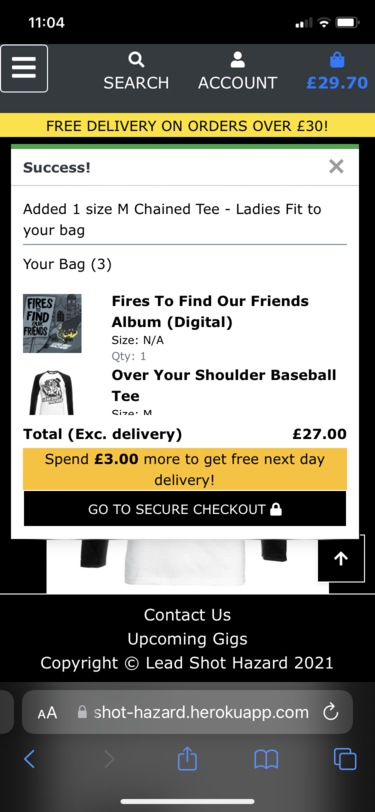 11:04
SEARCH
ACCOUNT
£29.70
FREE DELIVERY ON ORDERS OVER £30!
Success!
Added 1 size M Chained Tee - Ladies Fit to
your bag
Your Bag (3)
FIRES
TO
FIND
OUR
FRIENDS
Fires To Find Our Friends
Album (Digital)
Size: N/A
Qty: 1
Over Your Shoulder Baseball
Tee
Size: M
Total (Exc. delivery)
£27.00
Spend £3.00 more to get free next day
delivery!
GO TO SECURE CHECKOUT
Contact Us
Upcoming Gigs
Copyright © Lead Shot Hazard 2021
AA
shot-hazard.herokuapp.com